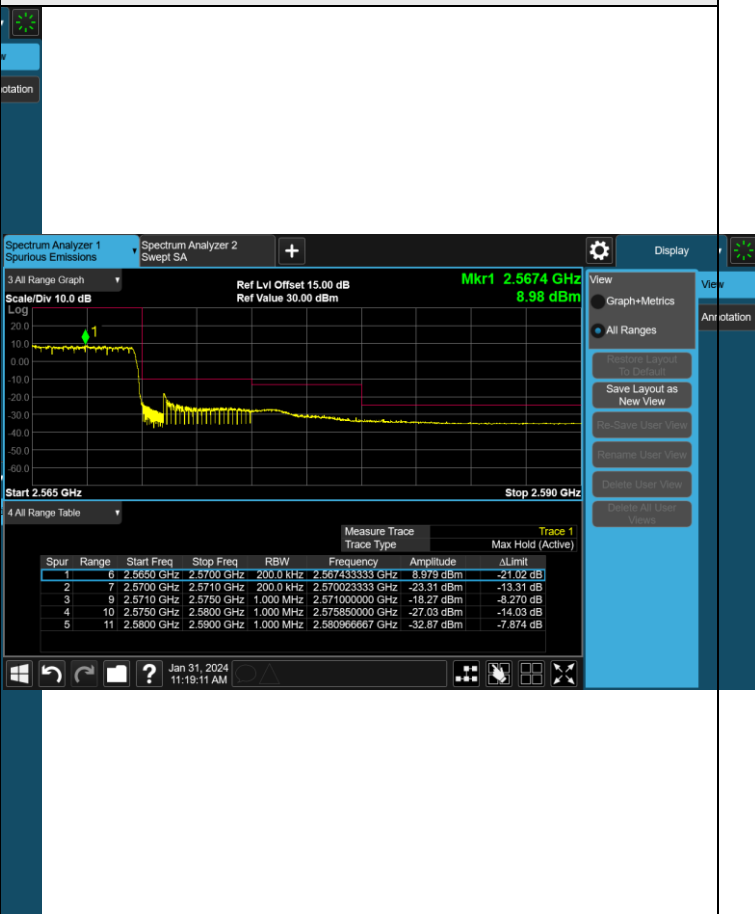 w
otation
Spectrum Analyzer 1
Spurious Emissions
Spectrum Analyzer 2
Swept SA
+
Display
3 All Range Graph
Scale/Div 10.0 dB
Ref Lvl Offset 15.00 dB
Ref Value 30.00 dBm
Mkr1 2.5674 GHz
8.98 dBm
Log
20.0
10.0
0.00
-10.0
-20.0
-30.0
-40.0
-50.0
-60.0
1
Start 2.565 GHz
Stop 2.590 GHz
View
Graph+Metrics
All Ranges
Restore Layout
To Default
Save Layout as
New View
Re-Save User View
Rename User View
Delete User View
Delete All User
Views
View
Annotation
4 All Range Table
Measure Trace Trace 1
Trace Type Max Hold (Active)
Spur Range Start Freq Stop Freq RBW Frequency Amplitude ΔLimit
1 6 2.5650 GHz 2.5700 GHz 200.0 kHz 2.567433333 GHz 8.979 dBm -21.02 dB
2 7 2.5700 GHz 2.5710 GHz 200.0 kHz 2.570023333 GHz -23.31 dBm -13.31 dB
3 9 2.5710 GHz 2.5750 GHz 1.000 MHz 2.571000000 GHz -18.27 dBm -8.270 dB
4 10 2.5750 GHz 2.5800 GHz 1.000 MHz 2.575850000 GHz -27.03 dBm -14.03 dB
5 11 2.5800 GHz 2.5900 GHz 1.000 MHz 2.580966667 GHz -32.87 dBm -7.874 dB
?
Jan 31, 2024
11:19:11 AM